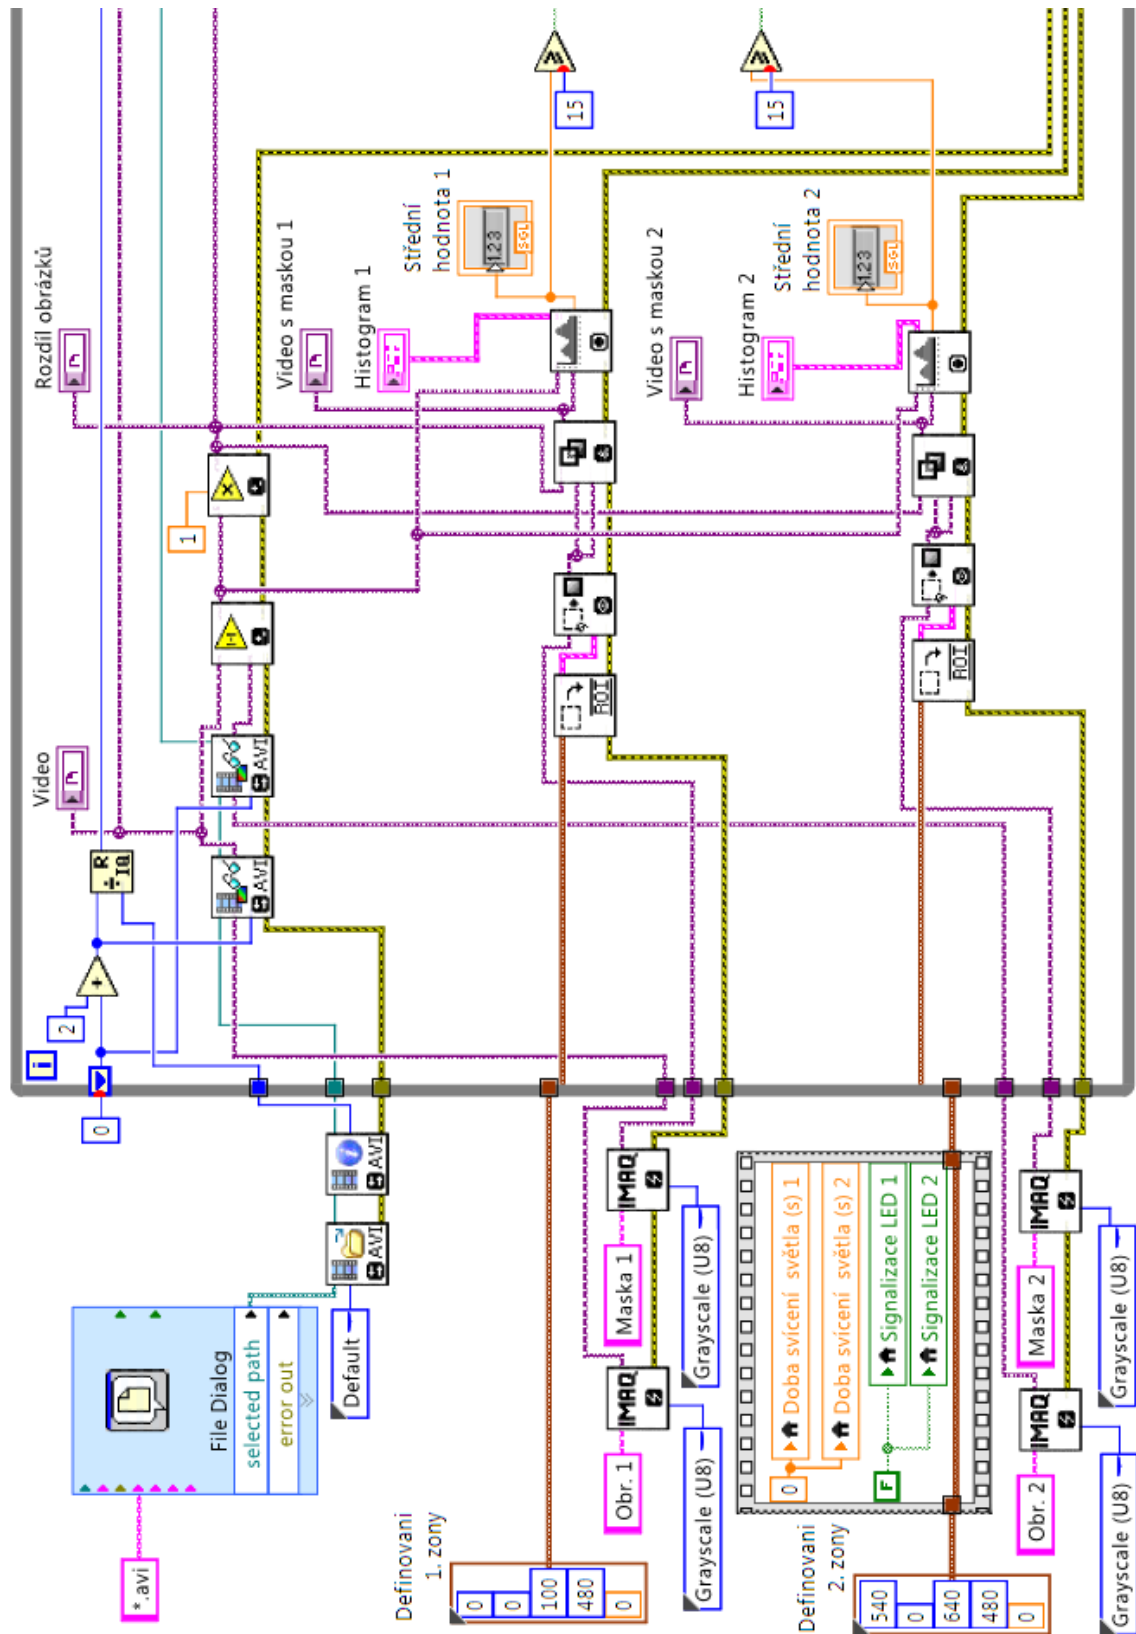 *.avi
File Dialog
selected path
error out
Default
AVI
AVI
0
i
2
+
R
IQ
Video
AVI
AVI
1
Rozdíl obrázků
Video s maskou 1
Histogram 1
Střední
hodnota 1
1.23
SGL
15
Definovani
1. zony
0
0
100
480
0
Obr. 1
IMAQ
Grayscale (U8)
Maska 1
IMAQ
Grayscale (U8)
ROI
Video s maskou 2
Histogram 2
Střední
hodnota 2
1.23
SGL
15
0
Doba svícení světla (s) 1
Doba svícení světla (s) 2
F
Signalizace LED 1
Signalizace LED 2
Definovani
2. zony
540
0
640
480
0
Obr. 2
IMAQ
Grayscale (U8)
Maska 2
IMAQ
Grayscale (U8)
ROI